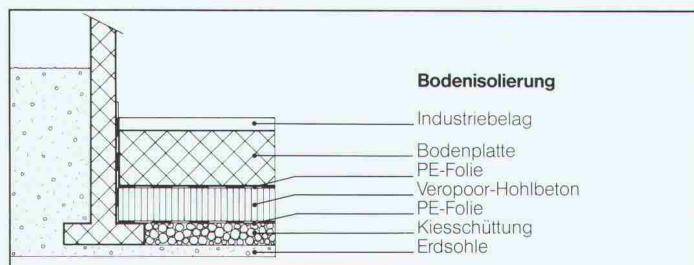 Bodenisolierung
Industriebelag
Bodenplatte
PE-Folie
Veropoor-Hohlbeton
PE-Folie
Kiesschüttung
Erdsohle